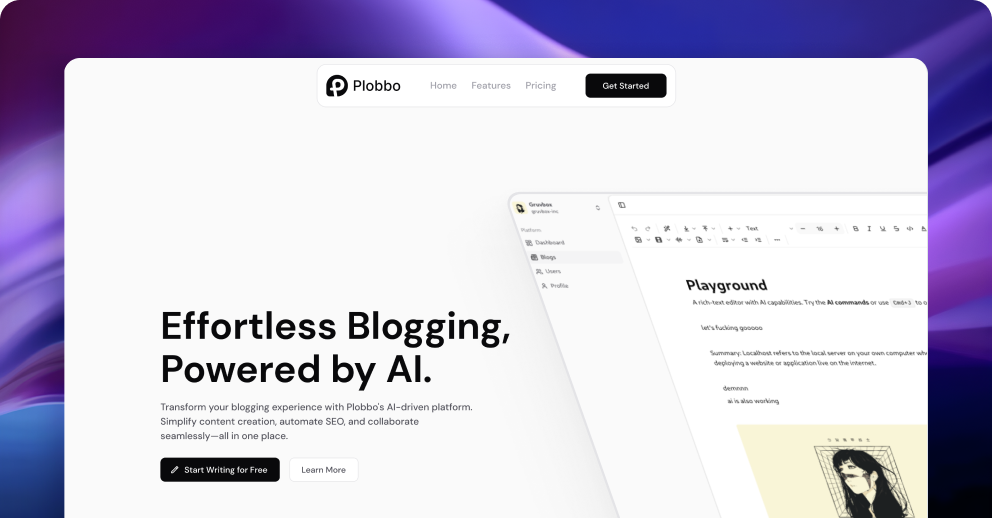 Plobbo
Home Features Pricing
Get Started
Gruvbox
gruvbox-inc
Platform
Dashboard
Blogs
Users
Profile
Text
16
B I U S
Playground
A rich-text editor with AI capabilities. Try the AI commands or use Cmd+J to o
let's fucking gooooo
Summary: Localhost refers to the local server on your own computer wh
deploying a website or application live on the internet.
demnnn
ai is also working
Effortless Blogging,
Powered by AI.
Transform your blogging experience with Plobbo's AI-driven platform.
Simplify content creation, automate SEO, and collaborate
seamlessly—all in one place.
Start Writing for Free
Learn More